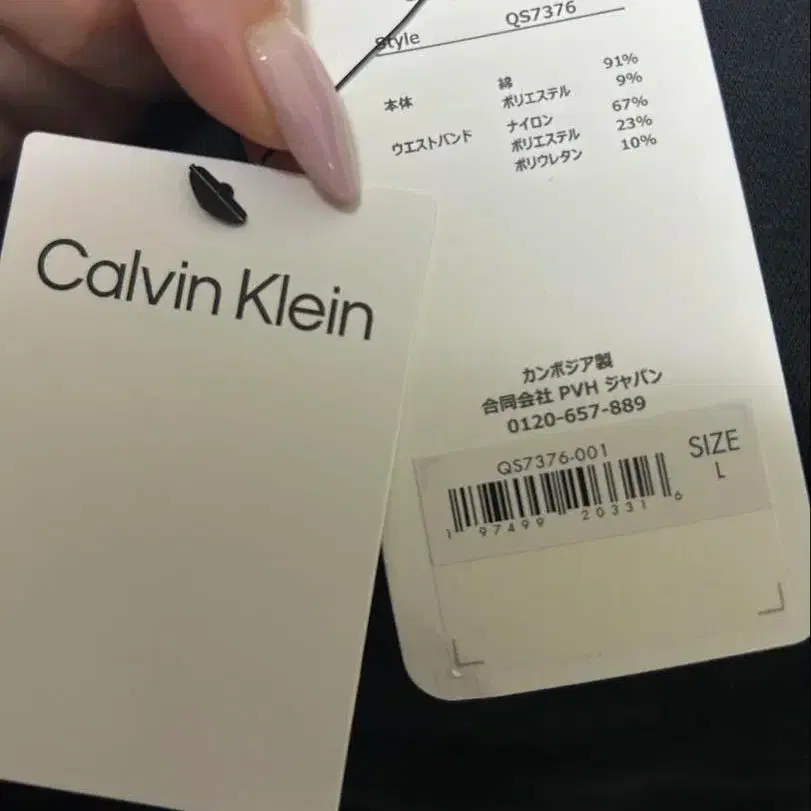 Calvin Klein
Style QS7376
本体 綿 91%
ポリエステル 9%
ウエストバンド ナイロン 67%
ポリエステル 23%
ポリウレタン 10%
カンボジア製
合同会社 PVH ジャパン
0120-657-889
QS7376-001
SIZE
L
1 97499 20331 6